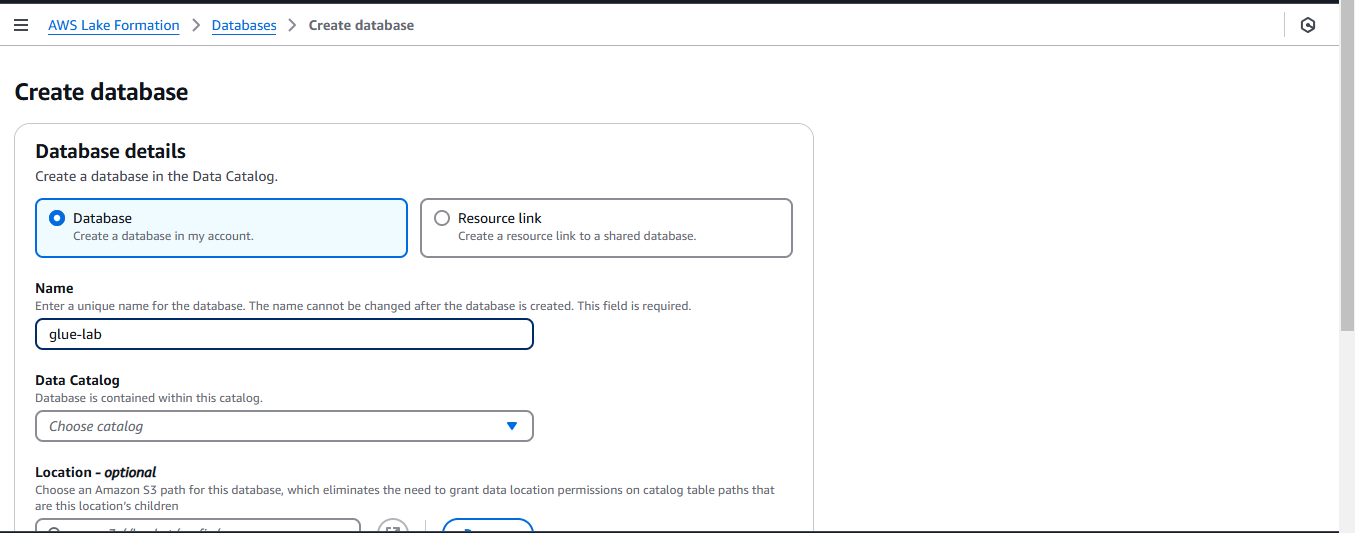 AWS Lake Formation > Databases > Create database
Create database
Database details
Create a database in the Data Catalog.
Database
Create a database in my account.
Resource link
Create a resource link to a shared database.
Name
Enter a unique name for the database. The name cannot be changed after the database is created. This field is required.
glue-lab
Data Catalog
Database is contained within this catalog.
Choose catalog
Location - optional
Choose an Amazon S3 path for this database, which eliminates the need to grant data location permissions on catalog table paths that
are this location's children